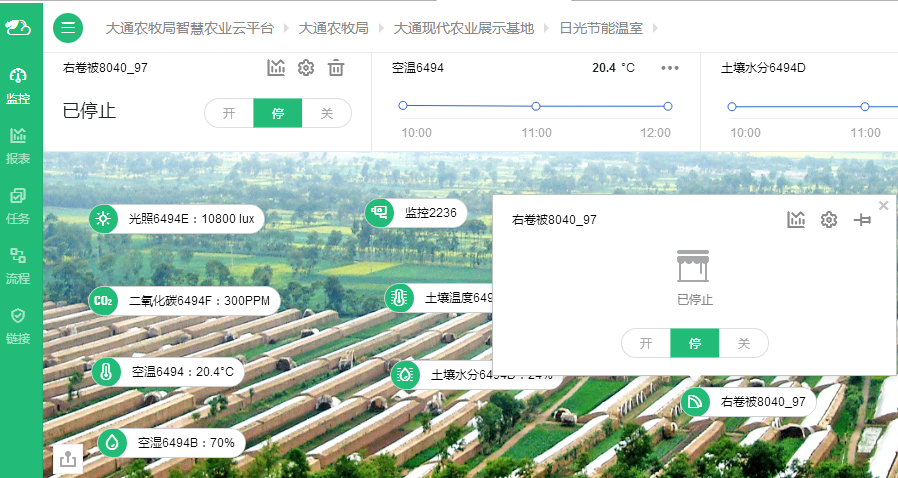 大通农牧局智慧农业云平台 大通农牧局 大通现代农业展示基地 日光节能温室
监控
报表
任务
流程
链接
右卷被8040_97
已停止
开 停 关
空温6494 20.4 °C
10:00 11:00 12:00
土壤水分6494D
10:00 11:00
光照6494E：10800 lux
监控2236
二氧化碳6494F：300PPM
CO₂
土壤温度649
空温6494：20.4°C
土壤水分6494D：24%
空湿6494B：70%
右卷被8040_97
已停止
开 停 关
右卷被8040_97